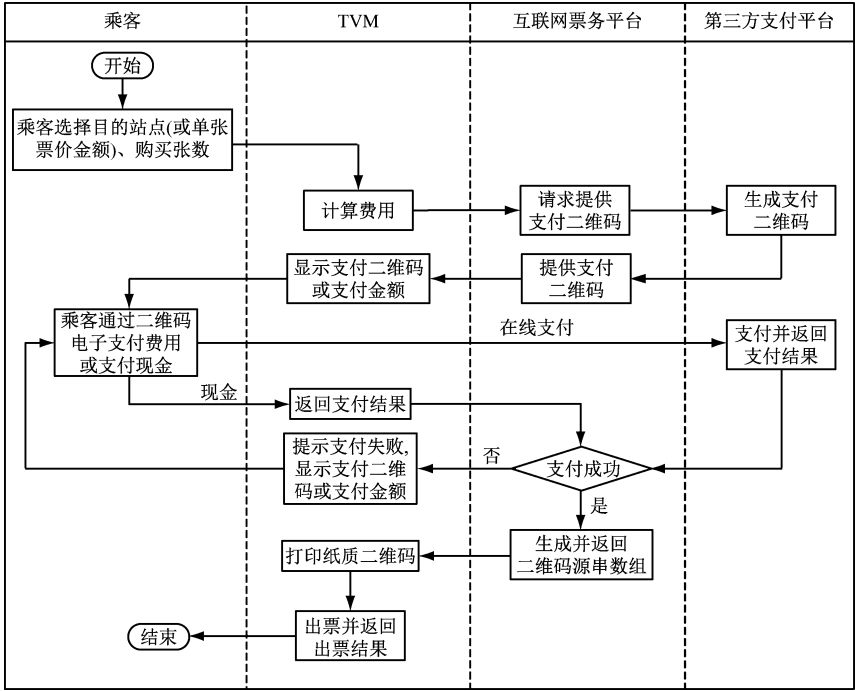 乘客
TVM
互联网票务平台
第三方支付平台
开始
乘客选择目的站点(或单张
票价金额)、购买张数
计算费用
请求提供
支付二维码
生成支付
二维码
显示支付二维码
或支付金额
提供支付
二维码
乘客通过二维码
电子支付费用
或支付现金
在线支付
支付并返回
支付结果
现金
返回支付结果
提示支付失败,
显示支付二维
码或支付金额
否
支付成功
是
生成并返回
二维码源串数组
打印纸质二维码
出票并返回
出票结果
结束